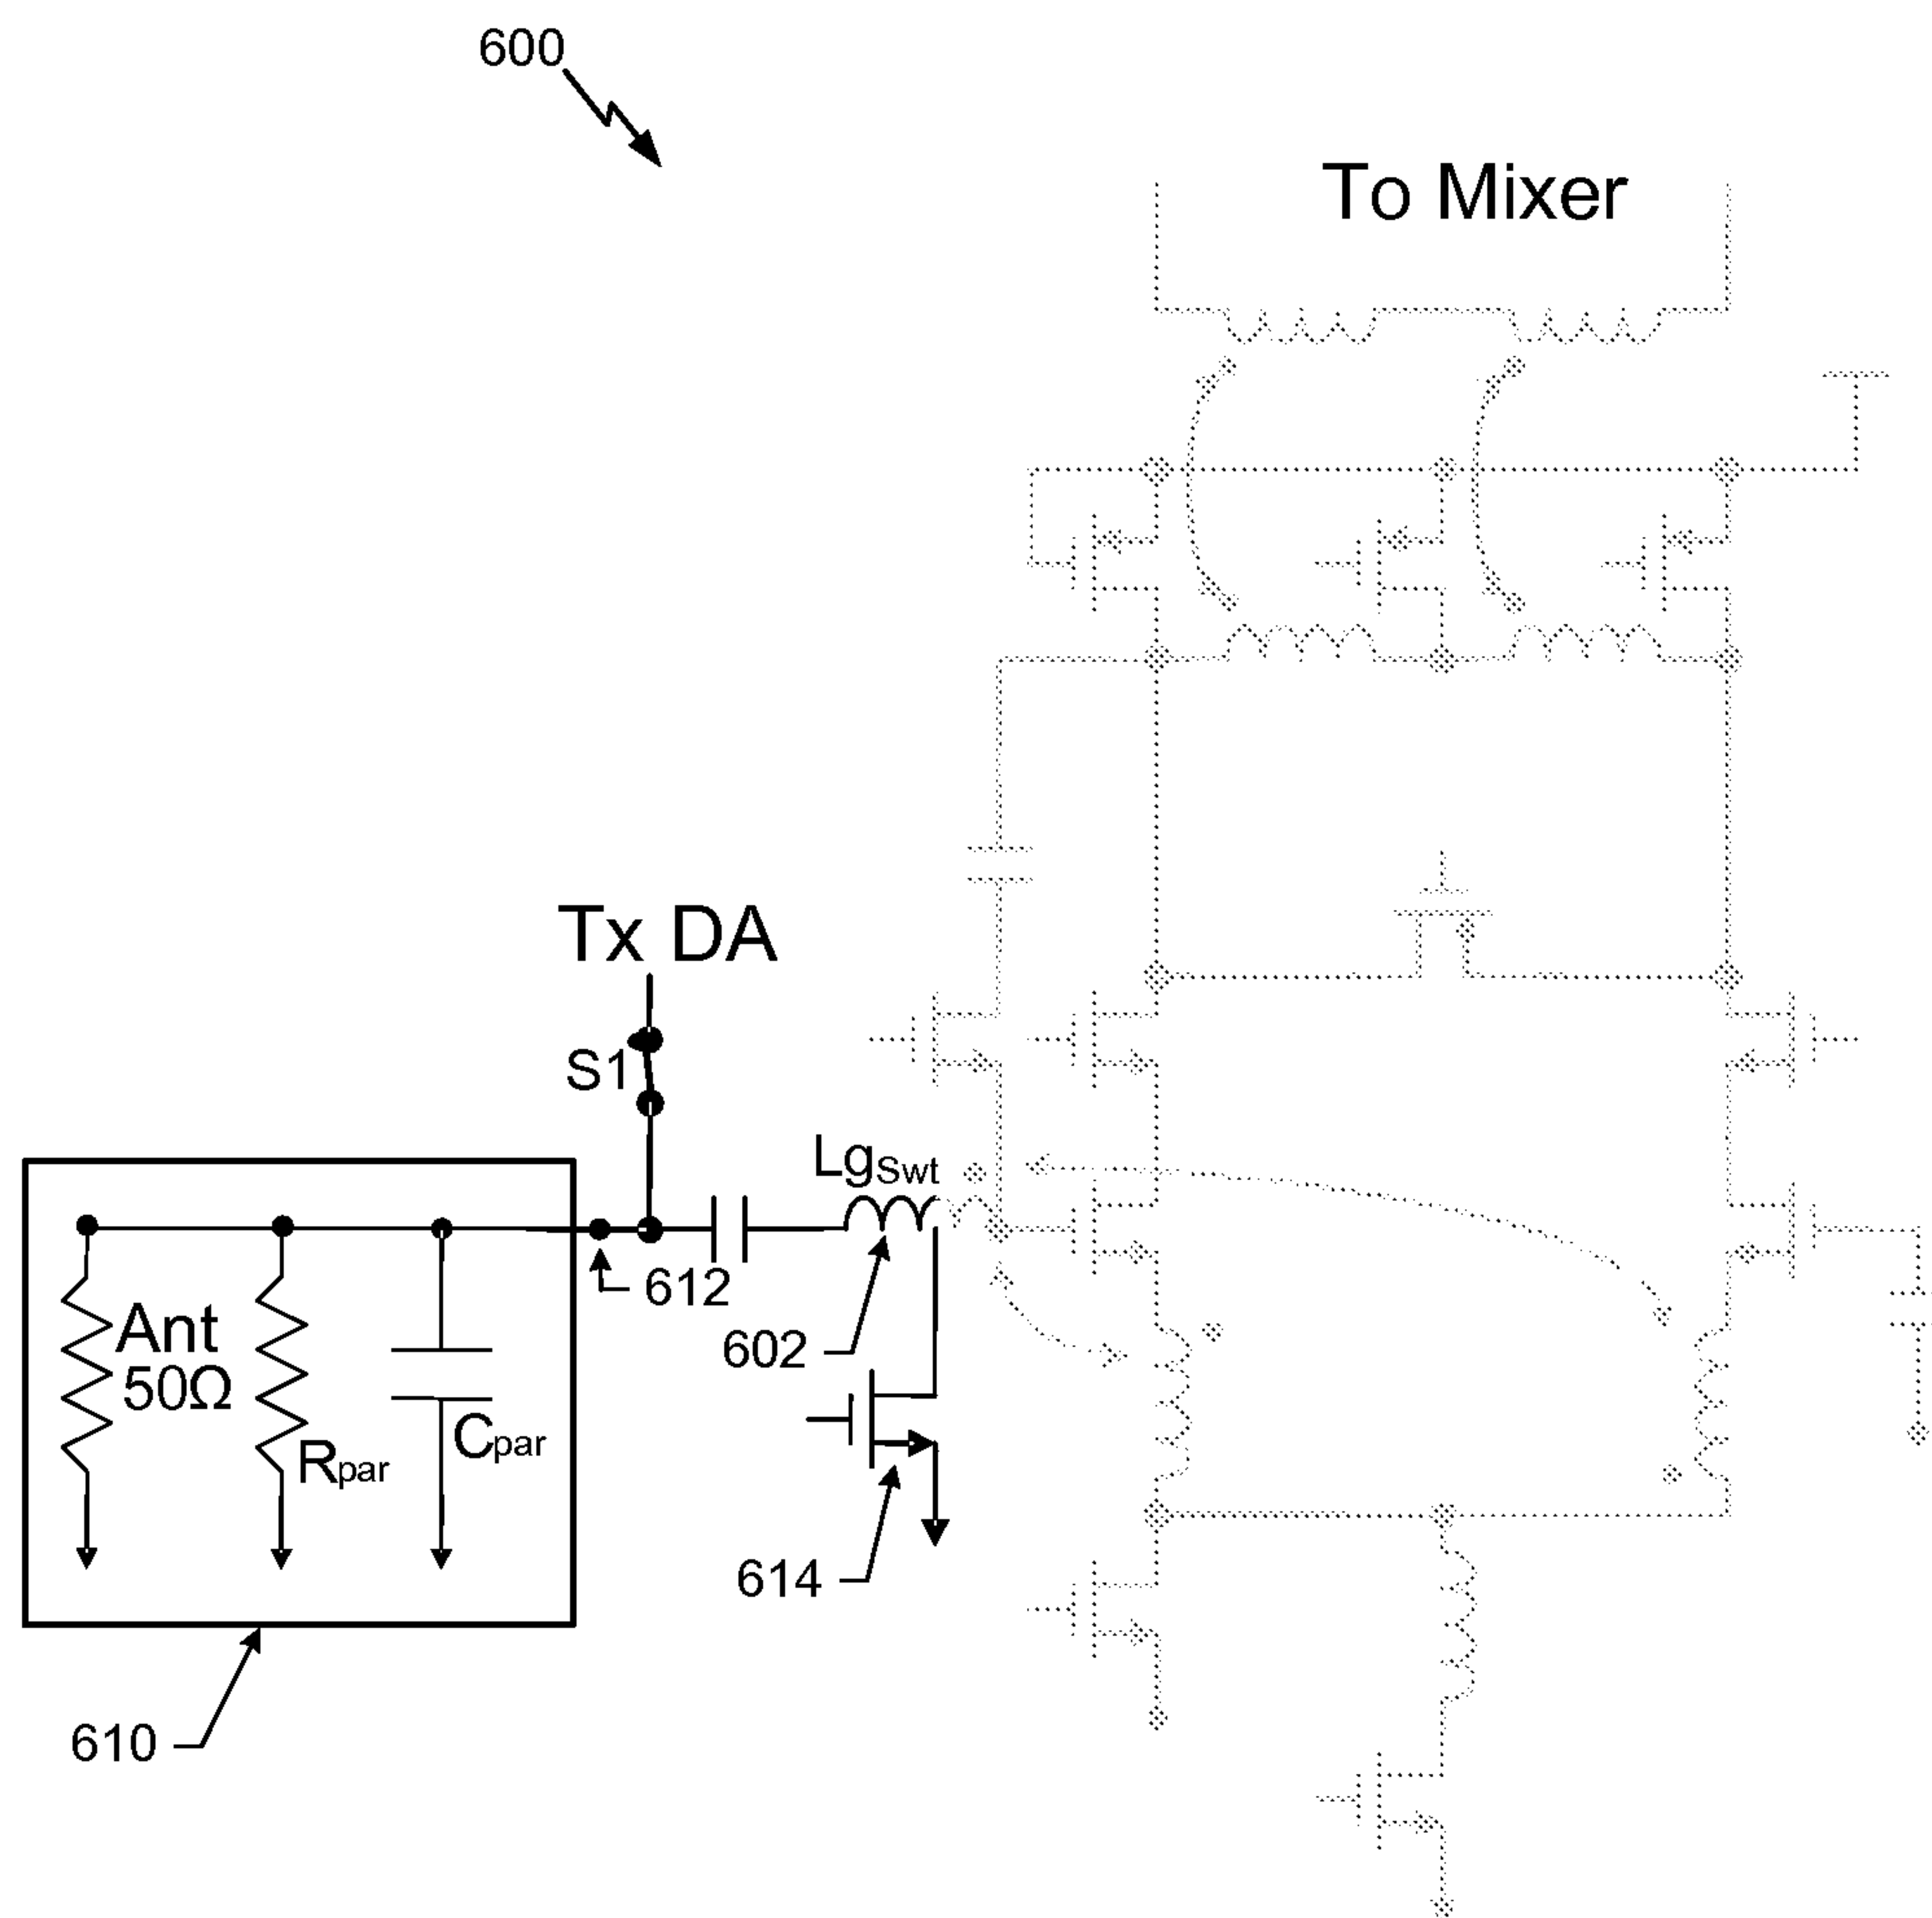 600
To Mixer
Tx DA
S1
LgSwt
612
602
Ant
50Ω
Rpar
Cpar
614
610